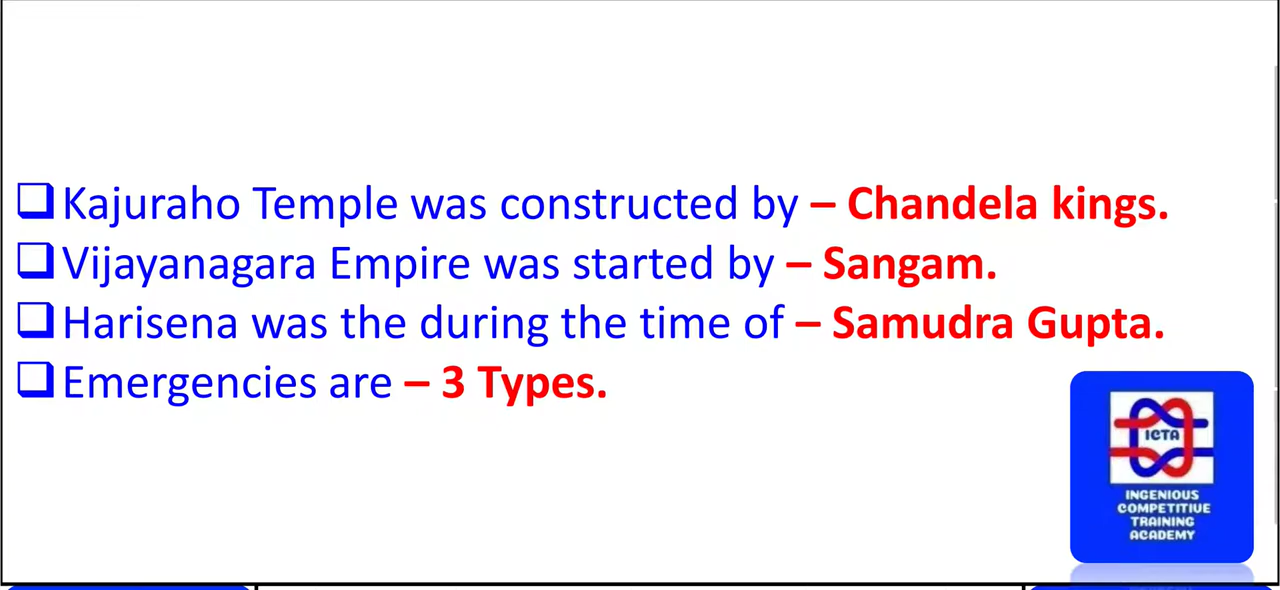 ❑Kajuraho Temple was constructed by – Chandela kings.
❑Vijayanagara Empire was started by – Sangam.
❑Harisena was the during the time of – Samudra Gupta.
❑Emergencies are – 3 Types.
ICTA
INGENIOUS
COMPETITIVE
TRAINING
ACADEMY